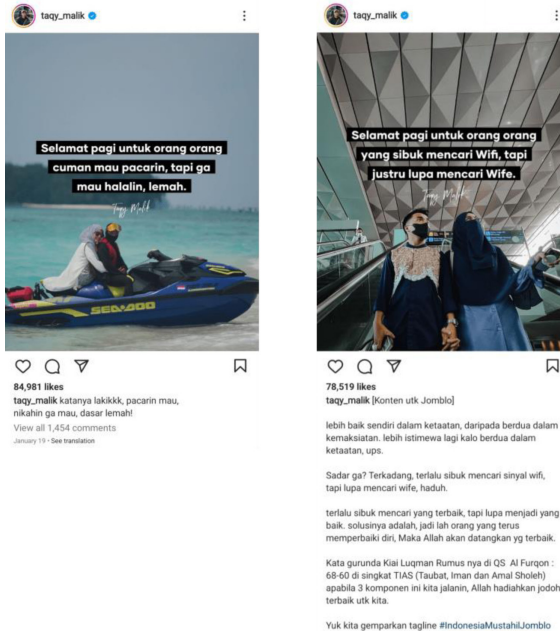 taqy_malik
Selamat pagi untuk orang orang
cuman mau pacarin, tapi ga
mau halalin, lemah.
Taqy Malik
SEADOO
84,981 likes
taqy_malik katanya lakikkk, pacarin mau,
nikahin ga mau, dasar lemah!
View all 1,454 comments
January 19 • See translation
taqy_malik
Selamat pagi untuk orang orang
yang sibuk mencari Wifi, tapi
justru lupa mencari Wife.
Taqy Malik
78,519 likes
taqy_malik [Konten utk Jomblo]
lebih baik sendiri dalam ketaatan, daripada berdua dalam
kemaksiatan. lebih istimewa lagi kalo berdua dalam
ketaatan, ups.
Sadar ga? Terkadang, terlalu sibuk mencari sinyal wifi,
tapi lupa mencari wife, haduh.
terlalu sibuk mencari yang terbaik, tapi lupa menjadi yang
baik. solusinya adalah, jadi lah orang yang terus
memperbaiki diri, Maka Allah akan datangkan yg terbaik.
Kata gurunda Kiai Luqman Rumus nya di QS Al Furqon :
68-60 di singkat TIAS (Taubat, Iman dan Amal Sholeh)
apabila 3 komponen ini kita jalanin, Allah hadiahkan jodoh
terbaik utk kita.
Yuk kita gemparkan tagline #IndonesiaMustahilJomblo